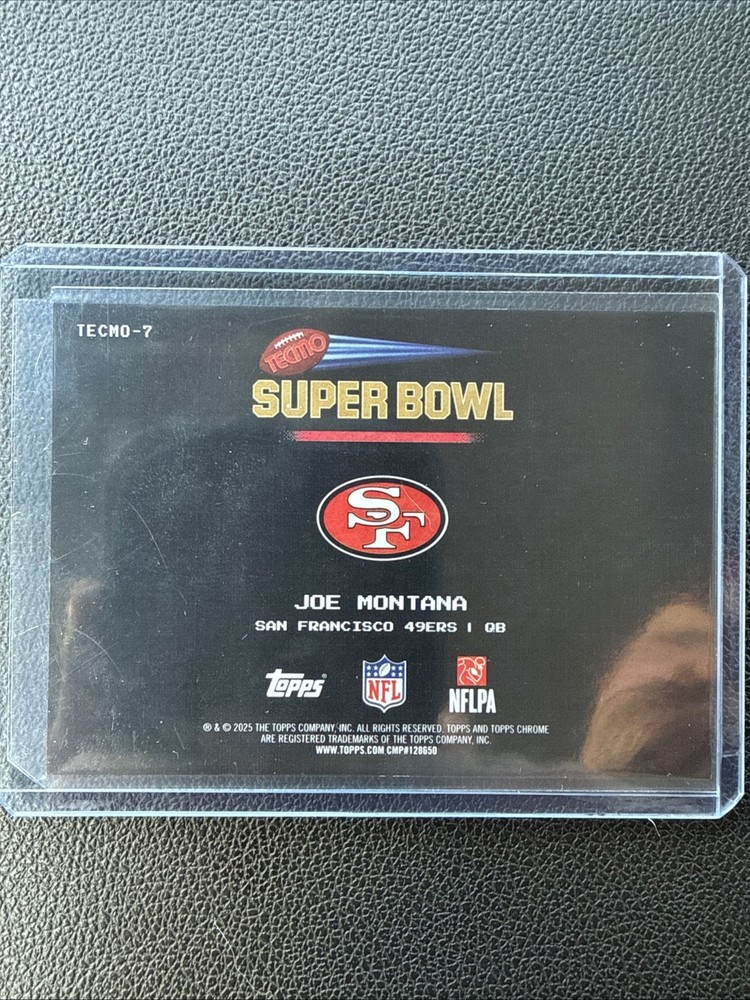 TECMO-7
TECMO
SUPER BOWL
SF
JOE MONTANA
SAN FRANCISCO 49ERS | QB
topps
NFL
NFLPA
® & © 2025 THE TOPPS COMPANY, INC. ALL RIGHTS RESERVED. TOPPS AND TOPPS CHROME
ARE REGISTERED TRADEMARKS OF THE TOPPS COMPANY, INC.
WWW.TOPPS.COM CMP#128650